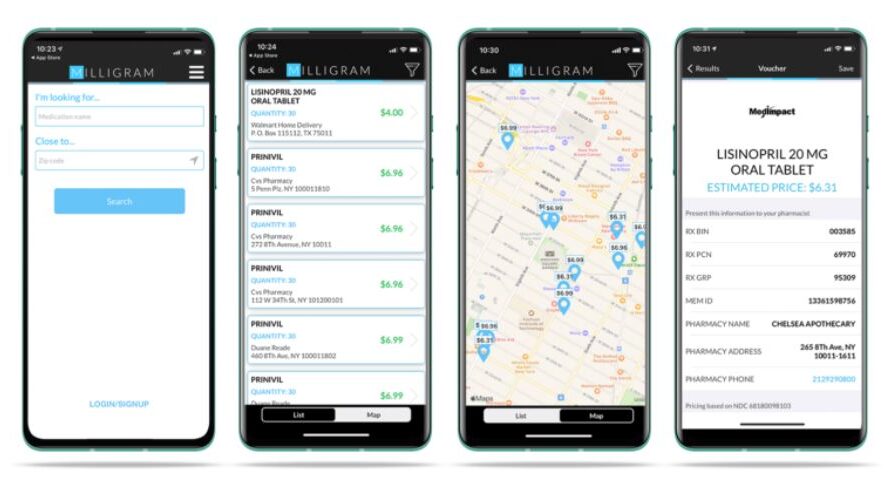 10:23
App Store
MILLIGRAM
I'm looking for...
Medication name
Close to...
Zip code
Search
LOGIN/SIGNUP
10:24
App Store
Back
MILLIGRAM
LISINOPRIL 20 MG
ORAL TABLET
QUANTITY: 30
$4.00
Walmart Home Delivery
P.O. Box 115112, TX 75011
PRINIVIL
QUANTITY: 30
$6.96
Cvs Pharmacy
5 Penn Plz, NY 100011810
PRINIVIL
QUANTITY: 30
$6.96
Cvs Pharmacy
272 8Th Avenue, NY 10011
PRINIVIL
QUANTITY: 30
$6.96
Cvs Pharmacy
112 W 34Th St, NY 101200101
PRINIVIL
QUANTITY: 30
$6.99
Duane Reade
460 8Th Ave, NY 100011802
PRINIVIL
QUANTITY: 30
$6.99
Duane Reade
List
Map
10:30
Back
MILLIGRAM
$6.99
$6.99
$6.31
$6.96
$6.99
$6.31
$6.99
$6.96
$6.31
Maps
List
Map
10:31
Results
Voucher
Save
MedImpact
LISINOPRIL 20 MG
ORAL TABLET
ESTIMATED PRICE: $6.31
Present this information to your pharmacist
RX BIN
003585
RX PCN
69970
RX GRP
95309
MEM ID
13361598756
PHARMACY NAME
CHELSEA APOTHECARY
PHARMACY ADDRESS
265 8Th Ave, NY
10011-1611
PHARMACY PHONE
2129290800
Pricing based on NDC 68180098103